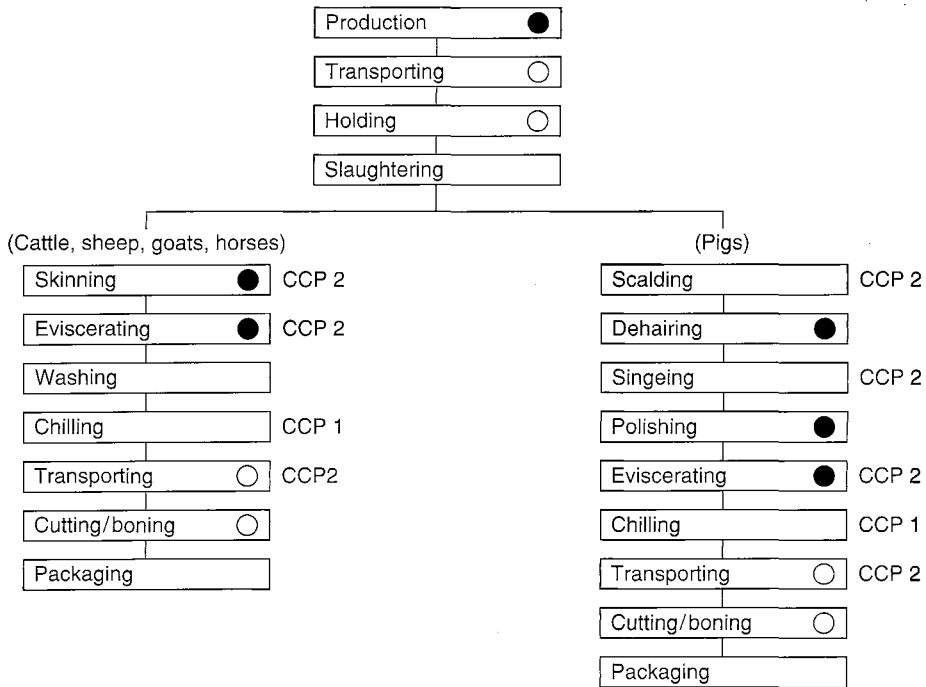 Production
Transporting
Holding
Slaughtering
(Cattle, sheep, goats, horses)
Skinning CCP 2
Eviscerating CCP 2
Washing
Chilling CCP 1
Transporting CCP2
Cutting/boning
Packaging
(Pigs)
Scalding CCP 2
Dehairing
Singeing CCP 2
Polishing
Eviscerating CCP 2
Chilling CCP 1
Transporting CCP 2
Cutting/boning
Packaging